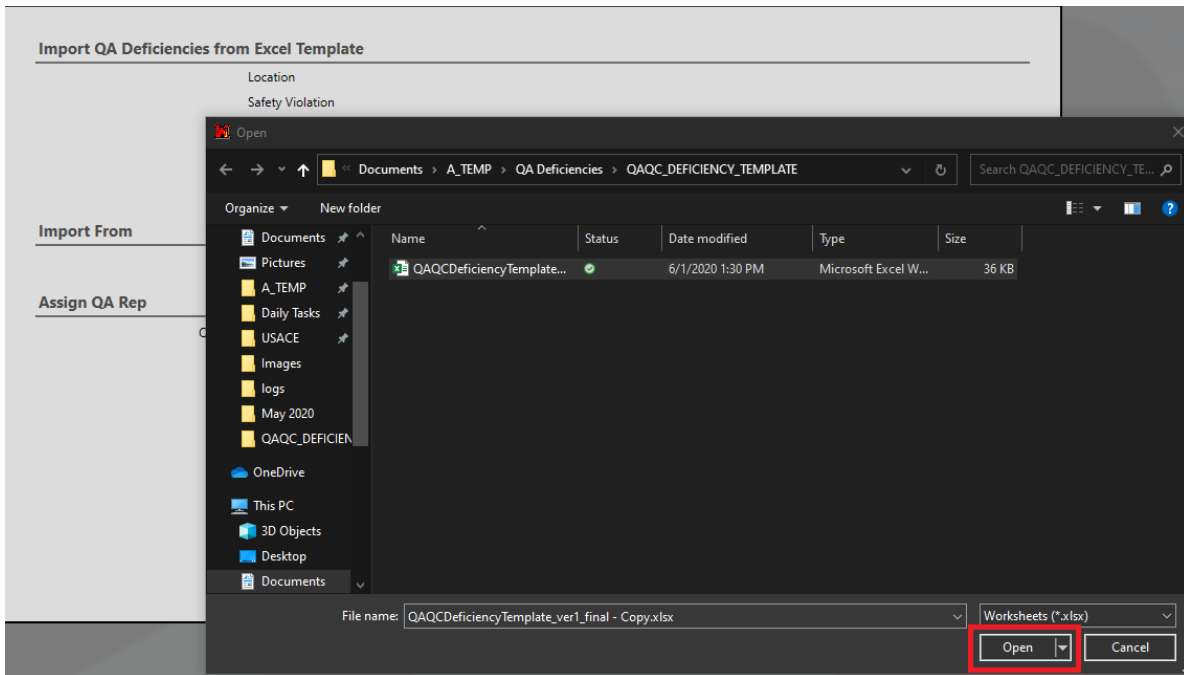 Import QA Deficiencies from Excel Template
Location
Safety Violation
Open
« Documents > A_TEMP > QA Deficiencies > QAQC_DEFICIENCY_TEMPLATE
Search QAQC_DEFICIENCY_TE...
Organize
New folder
Import From
Assign QA Rep
Documents
Pictures
A_TEMP
Daily Tasks
USACE
Images
logs
May 2020
QAQC_DEFICIEN
OneDrive
This PC
3D Objects
Desktop
Documents
Name Status Date modified Type Size
QAQCDeficiencyTemplate... 6/1/2020 1:30 PM Microsoft Excel W... 36 KB
File name: QAQCDeficiencyTemplate_ver1_final - Copy.xlsx
Worksheets (*.xlsx)
Open Cancel